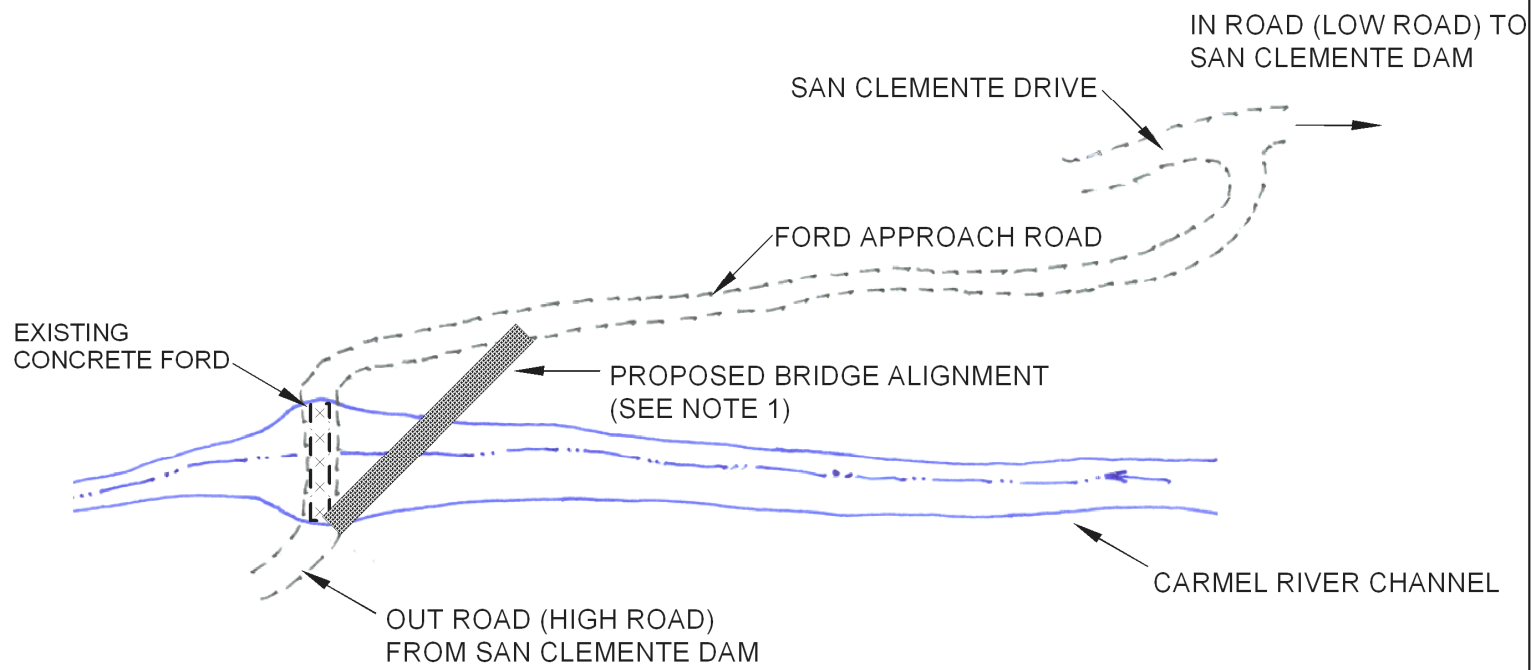 IN ROAD (LOW ROAD) TO
SAN CLEMENTE DAM
SAN CLEMENTE DRIVE
FORD APPROACH ROAD
EXISTING
CONCRETE FORD
PROPOSED BRIDGE ALIGNMENT
(SEE NOTE 1)
CARMEL RIVER CHANNEL
OUT ROAD (HIGH ROAD)
FROM SAN CLEMENTE DAM